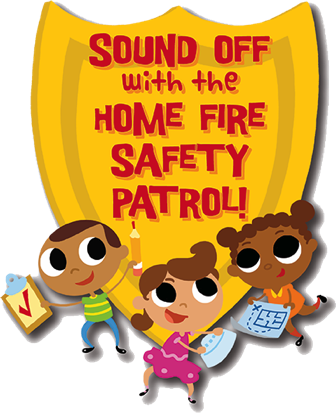 SOUND OFF
with the
HOME FIRE
SAFETY
PATROL!